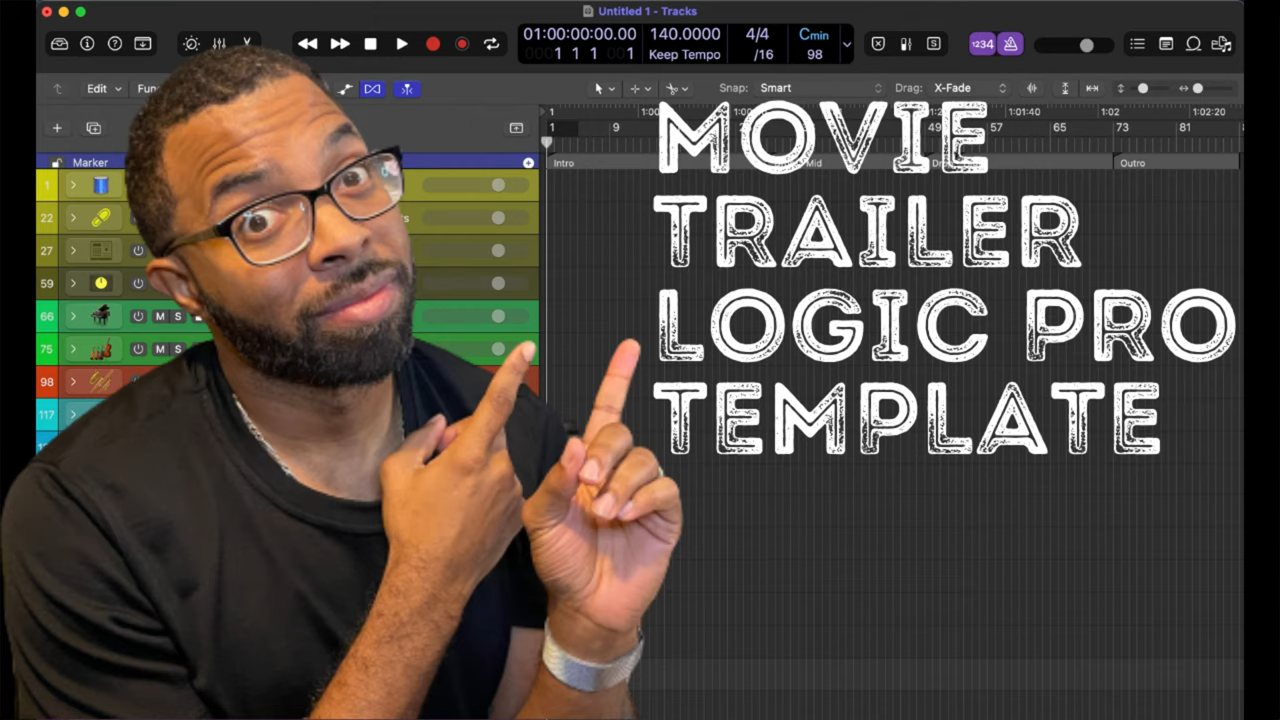 Untitled 1 - Tracks
01:00:00:00.00
0001 1 1 001
140.0000
Keep Tempo
4/4
/16
Cmin
98
S
1234
Edit
Snap: Smart
Drag: X-Fade
1
1:01:40
1:02
1:02:20
1
9
49
57
65
73
81
Marker
Intro
Mid
Outro
1
22
27
59
66
M S
75
M S
98
117
MOVIE
TRAILER
LOGIC PRO
TEMPLATE